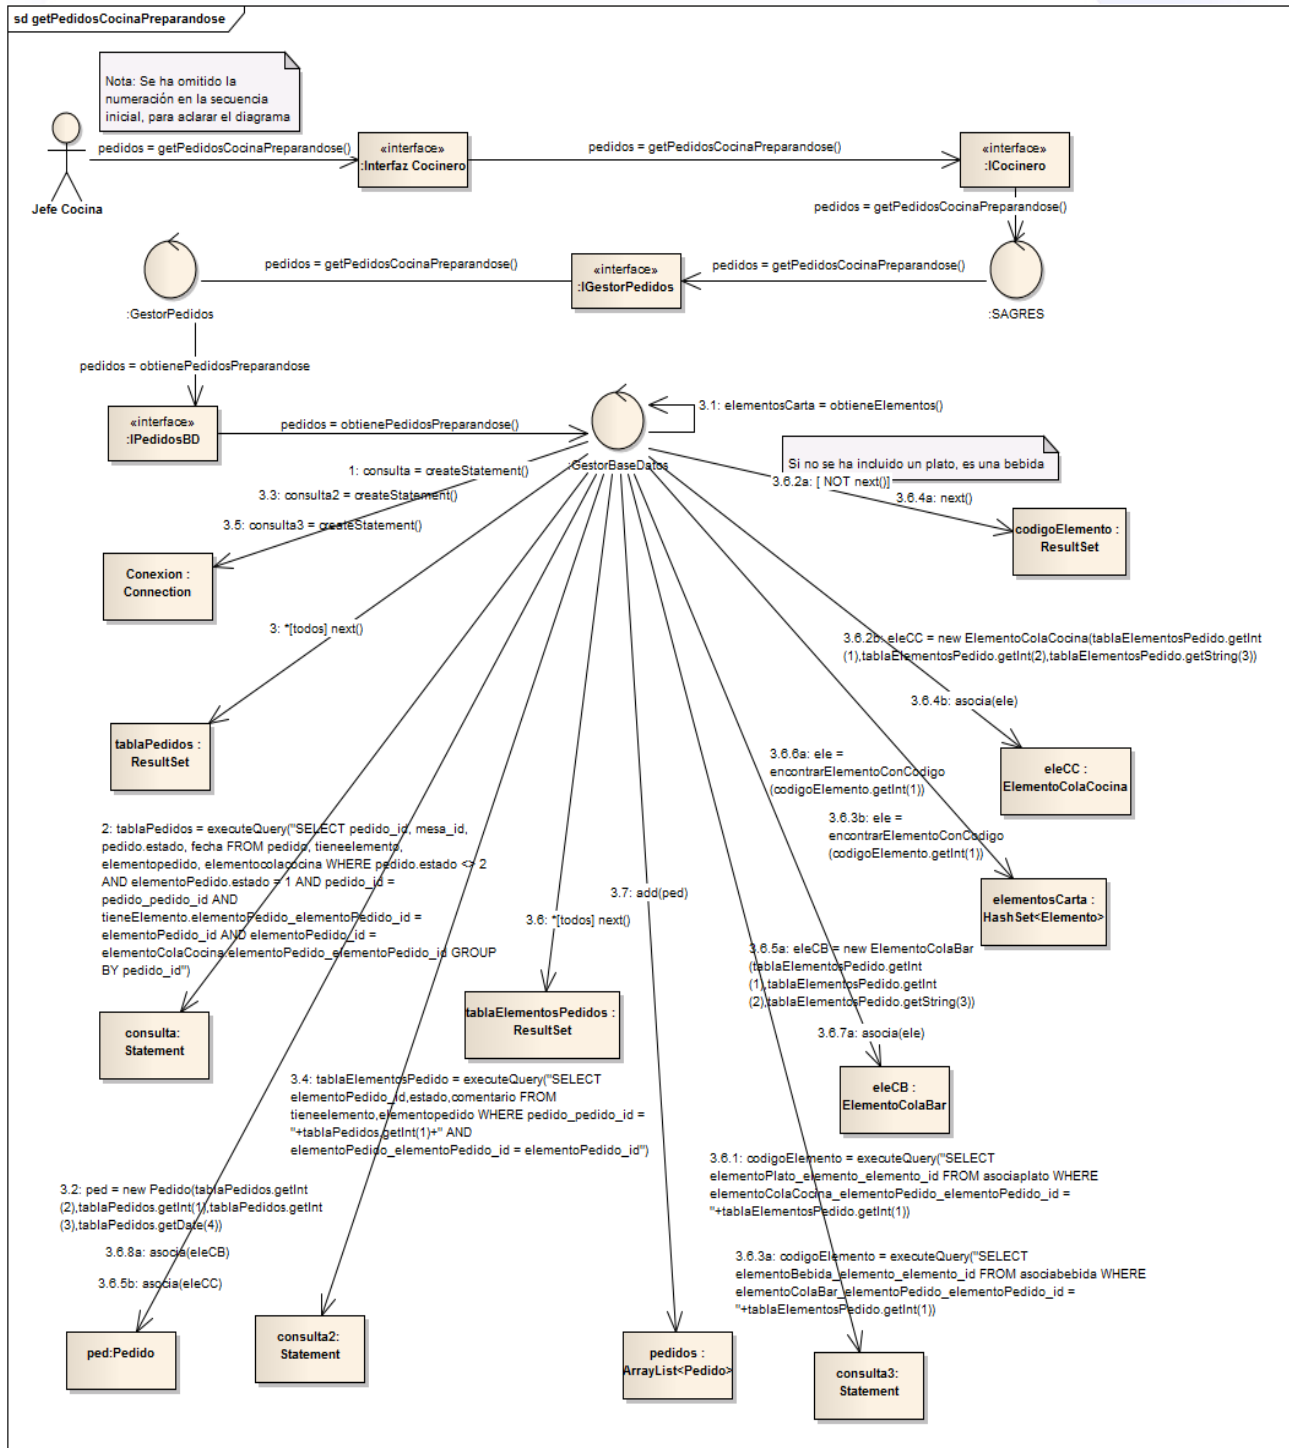 sd getPedidosCocinaPreparandose
Nota: Se ha omitido la
numeración en la secuencia
inicial, para aclarar el diagrama
Jefe Cocina
pedidos = getPedidosCocinaPreparandose()
«interface»
:Interfaz Cocinero
pedidos = getPedidosCocinaPreparandose()
«interface»
:ICocinero
pedidos = getPedidosCocinaPreparandose()
:SAGRES
pedidos = getPedidosCocinaPreparandose()
«interface»
:IGestorPedidos
pedidos = getPedidosCocinaPreparandose()
:GestorPedidos
pedidos = obtienePedidosPreparandose
«interface»
:IPedidosBD
pedidos = obtienePedidosPreparandose()
:GestorBaseDatos
3.1: elementosCarta = obtieneElementos()
Si no se ha incluido un plato, es una bebida
3.6.2a: [ NOT next()]
3.6.4a: next()
codigoElemento :
ResultSet
1: consulta = createStatement()
3.3: consulta2 = createStatement()
3.5: consulta3 = createStatement()
Conexion :
Connection
3: *[todos] next()
tablaPedidos :
ResultSet
3.6.2b: eleCC = new ElementoColaCocina(tablaElementosPedido.getInt
(1),tablaElementosPedido.getInt(2),tablaElementosPedido.getString(3))
3.6.4b: asocia(ele)
eleCC :
ElementoColaCocina
3.6.6a: ele =
encontrarElementoConCodigo
(codigoElemento.getInt(1))
3.6.3b: ele =
encontrarElementoConCodigo
(codigoElemento.getInt(1))
elementosCarta :
HashSet<Elemento>
2: tablaPedidos = executeQuery("SELECT pedido_id, mesa_id,
pedido.estado, fecha FROM pedido, tieneelemento,
elementopedido, elementocolacocina WHERE pedido.estado <> 2
AND elementoPedido.estado = 1 AND pedido_id =
pedido_pedido_id AND
tieneElemento.elementoPedido_elementoPedido_id =
elementoPedido_id AND elementoPedido_id =
elementoColaCocina.elementoPedido_elementoPedido_id GROUP
BY pedido_id")
consulta:
Statement
3.7: add(ped)
3.6: *[todos] next()
tablaElementosPedidos :
ResultSet
3.6.5a: eleCB = new ElementoColaBar
(tablaElementosPedido.getInt
(1),tablaElementosPedido.getInt
(2),tablaElementosPedido.getString(3))
3.6.7a: asocia(ele)
eleCB :
ElementoColaBar
3.4: tablaElementosPedido = executeQuery("SELECT
elementoPedido_id,estado,comentario FROM
tieneelemento,elementopedido WHERE pedido_pedido_id =
"+tablaPedidos.getInt(1)+" AND
elementoPedido_elementoPedido_id = elementoPedido_id")
3.6.1: codigoElemento = executeQuery("SELECT
elementoPlato_elemento_elemento_id FROM asociaplato WHERE
elementoColaCocina_elementoPedido_elementoPedido_id =
"+tablaElementosPedido.getInt(1))
3.2: ped = new Pedido(tablaPedidos.getInt
(2),tablaPedidos.getInt(1),tablaPedidos.getInt
(3),tablaPedidos.getDate(4))
3.6.8a: asocia(eleCB)
3.6.5b: asocia(eleCC)
3.6.3a: codigoElemento = executeQuery("SELECT
elementoBebida_elemento_elemento_id FROM asociabebida WHERE
elementoColaBar_elementoPedido_elementoPedido_id =
"+tablaElementosPedido.getInt(1))
ped:Pedido
consulta2:
Statement
pedidos :
ArrayList<Pedido>
consulta3:
Statement